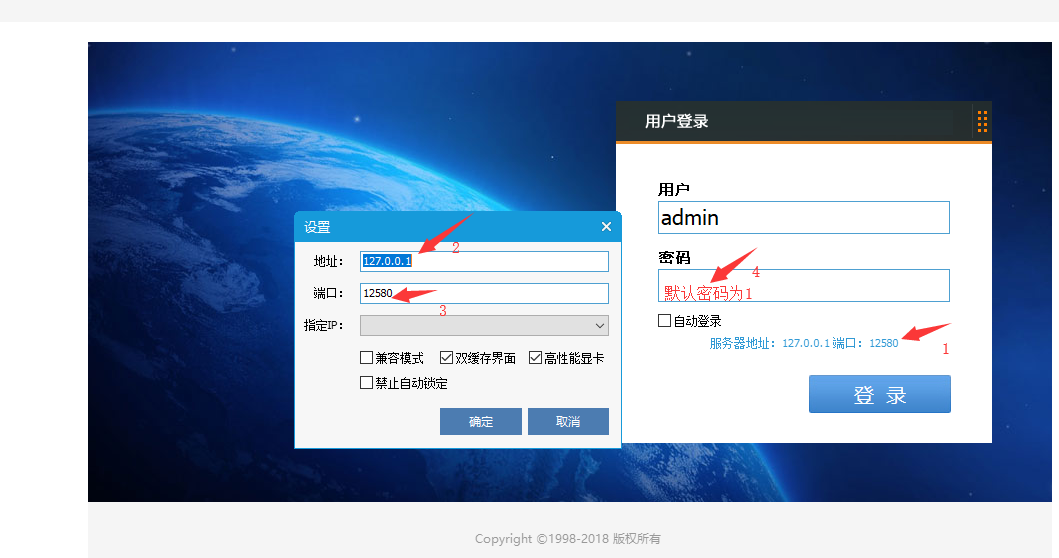 用户登录
用户
admin
密码
默认密码为1
4
自动登录
服务器地址：127.0.0.1 端口：12580
1
登 录
设置
2
地址：
127.0.0.1
端口：
12580
3
指定IP：
兼容模式 双缓存界面 高性能显卡
禁止自动锁定
确定 取消
Copyright ©1998-2018 版权所有